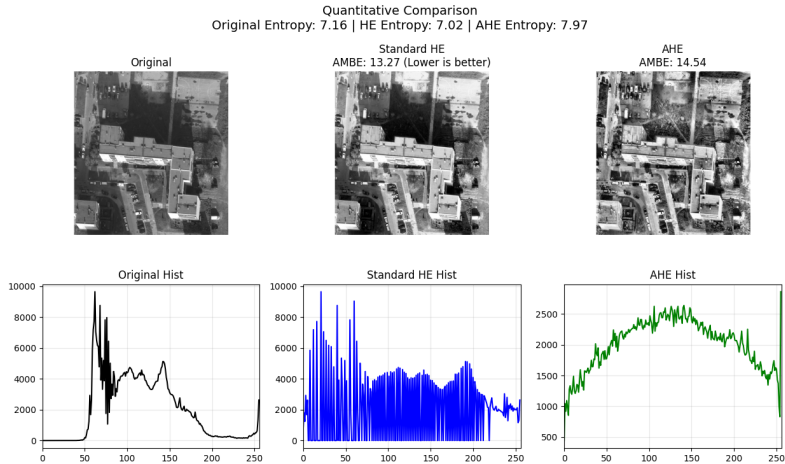 Quantitative Comparison
Original Entropy: 7.16 | HE Entropy: 7.02 | AHE Entropy: 7.97
Original
Standard HE
AMBE: 13.27 (Lower is better)
AHE
AMBE: 14.54
Original Hist
10000
8000
6000
4000
2000
0
0 50 100 150 200 250
Standard HE Hist
10000
8000
6000
4000
2000
0
0 50 100 150 200 250
AHE Hist
2500
2000
1500
1000
500
0 50 100 150 200 250